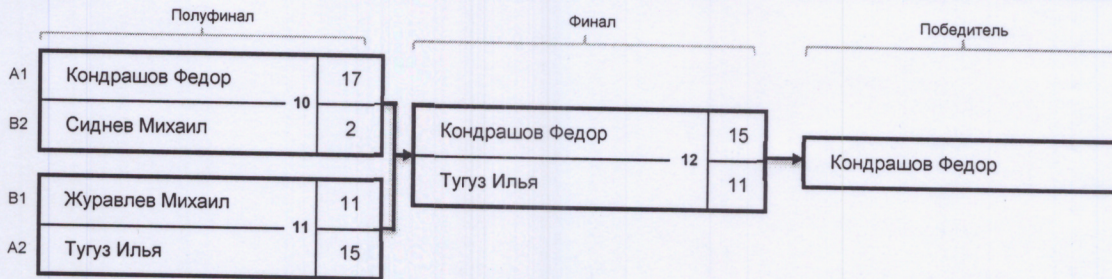 Полуфинал
Финал
Победитель
A1 Кондрашов Федор 17
10
B2 Сиднев Михаил 2
B1 Журавлев Михаил 11
11
A2 Тугуз Илья 15
Кондрашов Федор 15
12
Тугуз Илья 11
Кондрашов Федор